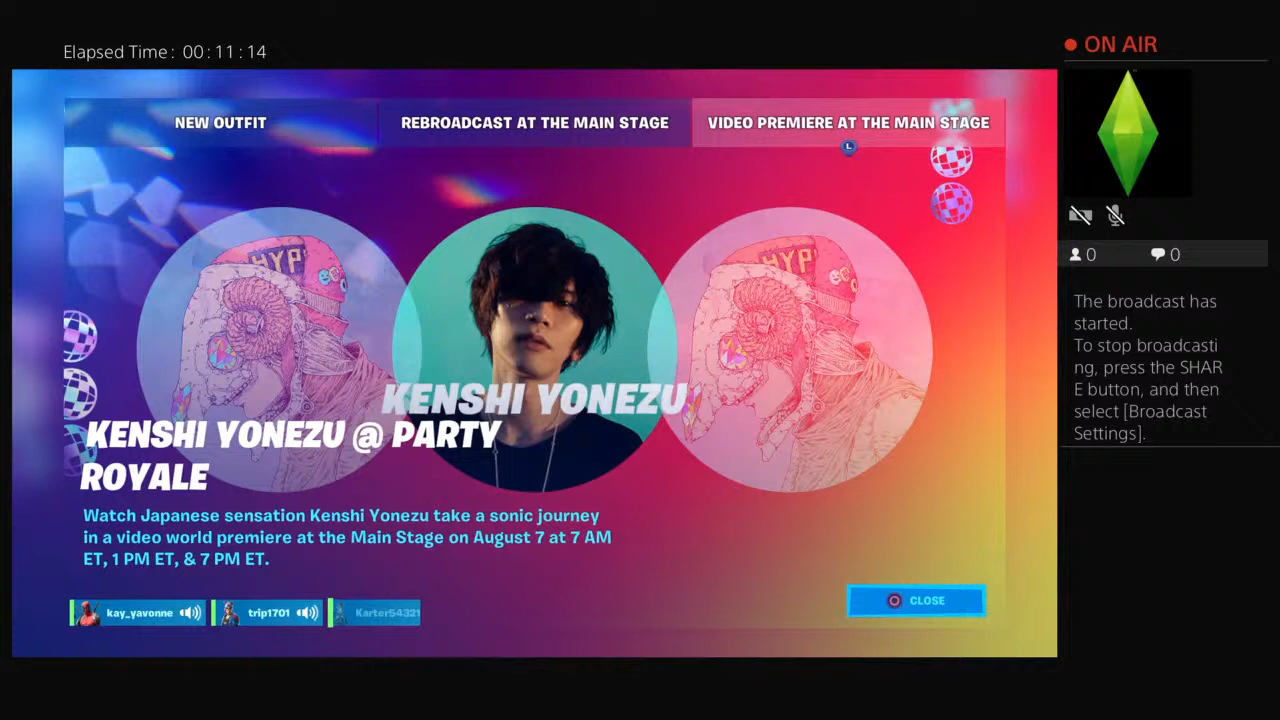 Elapsed Time: 00:11:14
ON AIR
NEW OUTFIT
REBROADCAST AT THE MAIN STAGE
VIDEO PREMIERE AT THE MAIN STAGE
L
HYP
HYP
KENSHI YONEZU
KENSHI YONEZU @ PARTY
ROYALE
Watch Japanese sensation Kenshi Yonezu take a sonic journey
in a video world premiere at the Main Stage on August 7 at 7 AM
ET, 1 PM ET, & 7 PM ET.
kay_yavonne
trip1701
Karter54321
CLOSE
0
0
The broadcast has
started.
To stop broadcasti
ng, press the SHAR
E button, and then
select [Broadcast
Settings].